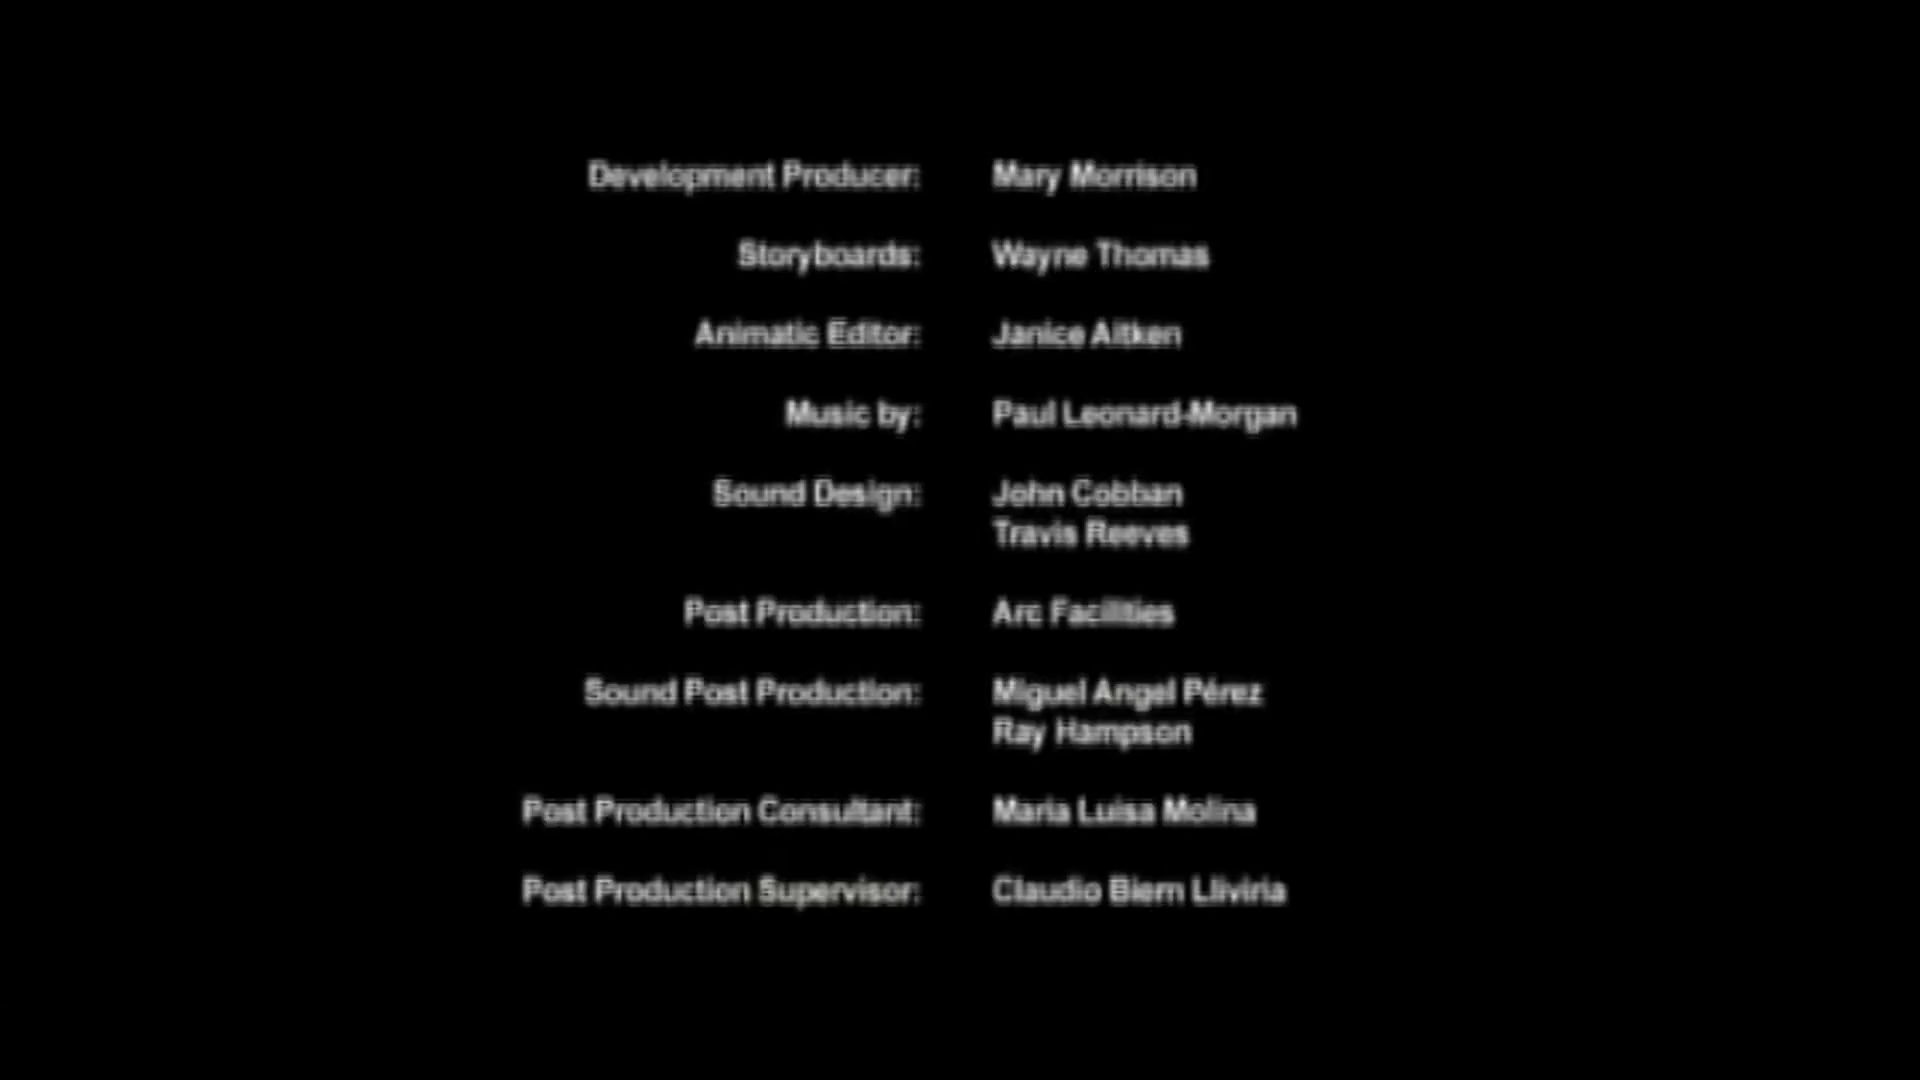 Development Producer: Mary Morrison
Storyboards: Wayne Thomas
Animatic Editor: Janice Aitken
Music by: Paul Leonard-Morgan
Sound Design: John Cobban
Travis Reeves
Post Production: Arc Facilities
Sound Post Production: Miguel Angel Pérez
Ray Hampson
Post Production Consultant: Maria Luisa Molina
Post Production Supervisor: Claudio Biern Lliviria